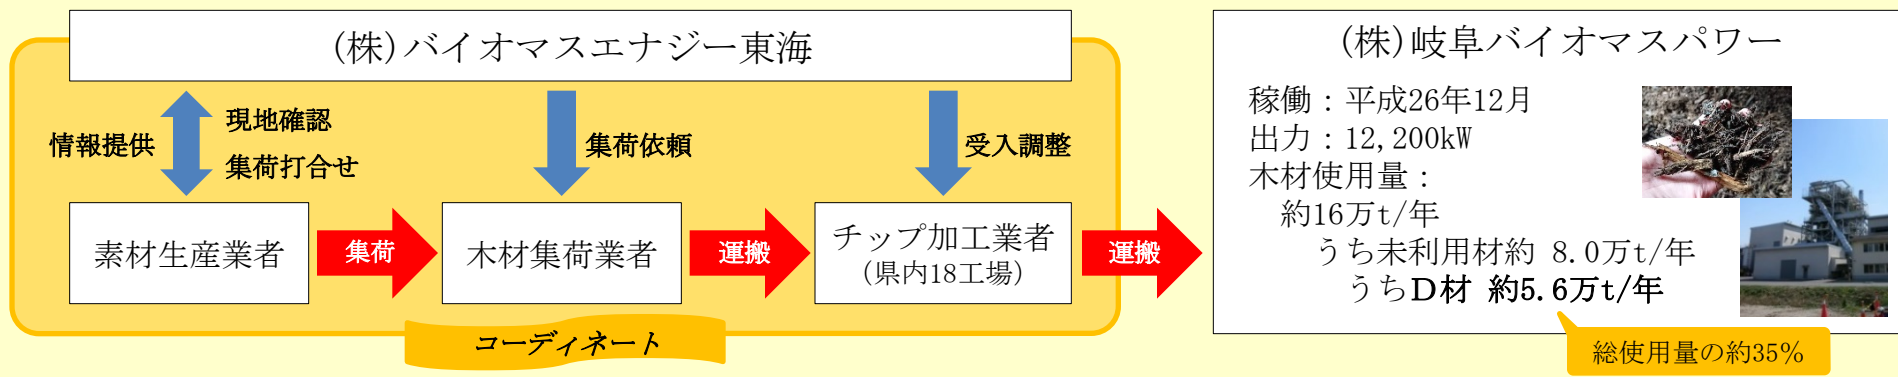 (株)バイオマスエナジー東海
情報提供
現地確認
集荷打合せ
集荷依頼
受入調整
素材生産業者
集荷
木材集荷業者
運搬
チップ加工業者
(県内18工場)
運搬
コーディネート
(株)岐阜バイオマスパワー
稼働：平成26年12月
出力：12,200kW
木材使用量：
約16万t/年
うち未利用材約 8.0万t/年
うちＤ材 約5.6万t/年
総使用量の約35%